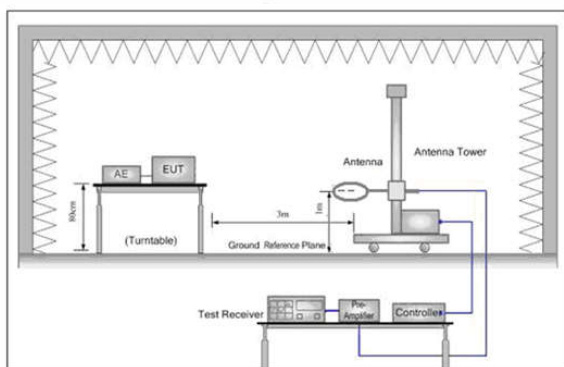 Antenna Tower
Antenna
AE
EUT
80cm
(Turntable)
3m
1m
Ground Reference Plane
Test Receiver
Pre-
Amplifier
Controller